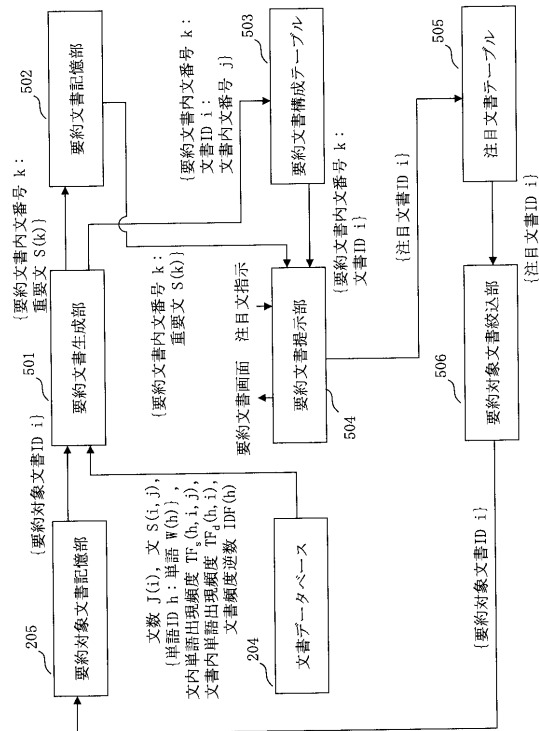 205
要約対象文書記憶部
{要約対象文書ID i}
501
要約文書生成部
{要約文書内文番号 k:
重要文 S(k)}
502
要約文書記憶部
文数 J(i), 文 S(i,j),
{単語ID h:単語 W(h)},
文内単語出現頻度 TFs(h,i,j),
文書内単語出現頻度 TFd(h,i),
文書頻度逆数 IDF(h)
{要約文書内文番号 k:
重要文 S(k)}
{要約文書内文番号 k:
文書ID i:
文書内文番号 j}
204
文書データベース
要約文書画面
注目文指示
要約文書提示部
504
503
要約文書構成テーブル
{要約文書内文番号 k:
文書ID i}
{注目文書ID i}
{要約対象文書ID i}
506
要約対象文書絞込部
{注目文書ID i}
505
注目文書テーブル